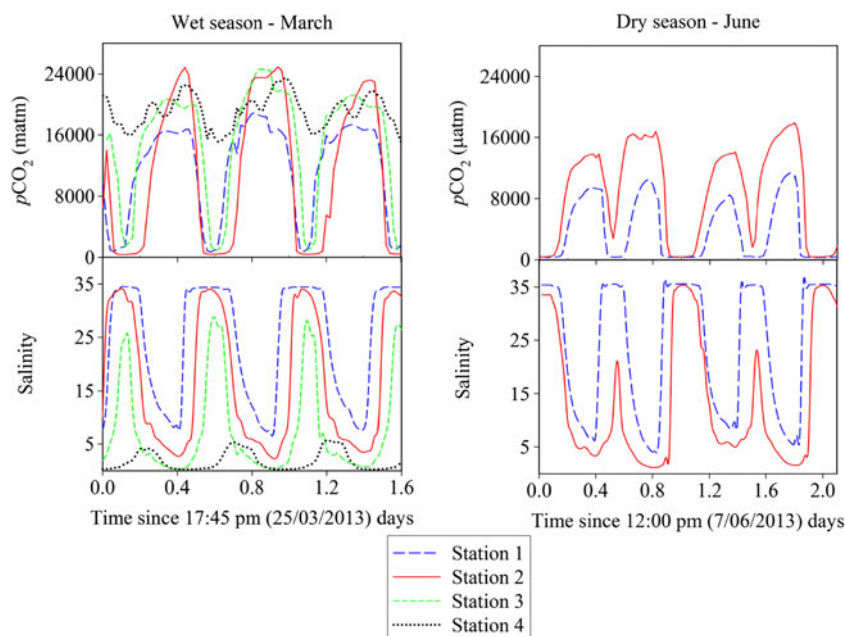 Wet season - March
Dry season - June
pCO2 (matm)
24000
16000
8000
0
pCO2 (µatm)
24000
16000
8000
0
Salinity
35
25
15
5
Salinity
35
25
15
5
0.0 0.4 0.8 1.2 1.6
0.0 0.4 0.8 1.2 1.6 2.0
Time since 17:45 pm (25/03/2013) days
Time since 12:00 pm (7/06/2013) days
Station 1
Station 2
Station 3
Station 4